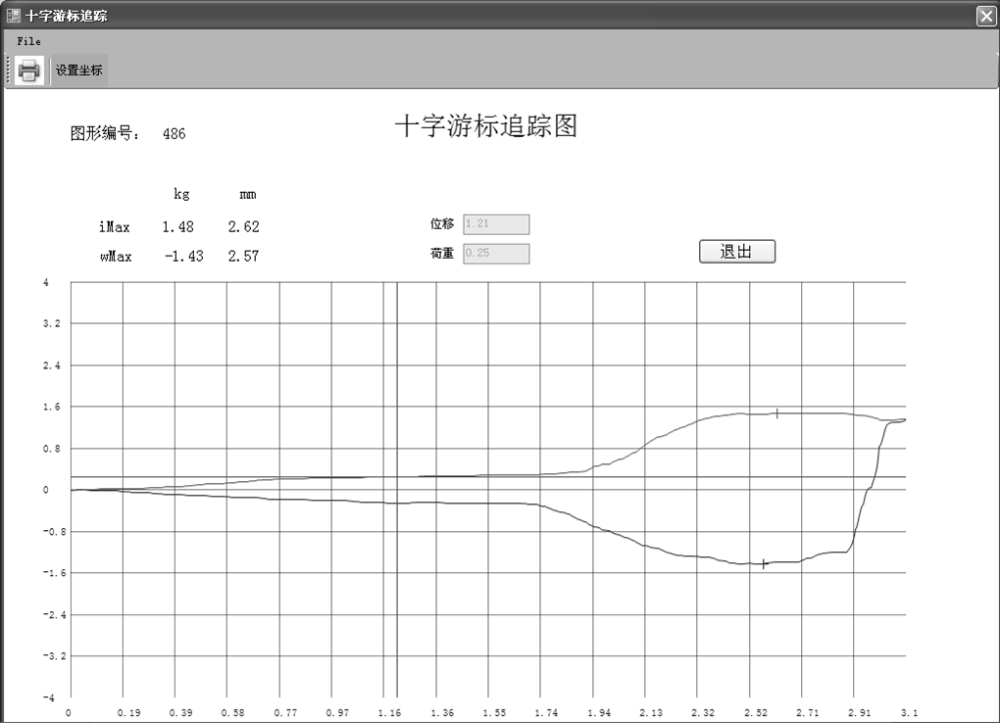 十字游标追踪
File
设置坐标
十字游标追踪图
图形编号： 486
kg mm
iMax 1.48 2.62
wMax -1.43 2.57
位移 1.21
荷重 0.25
退出
4
3.2
2.4
1.6
0.8
0
-0.8
-1.6
-2.4
-3.2
-4
0 0.19 0.39 0.58 0.77 0.97 1.16 1.36 1.55 1.74 1.94 2.13 2.32 2.52 2.71 2.91 3.1